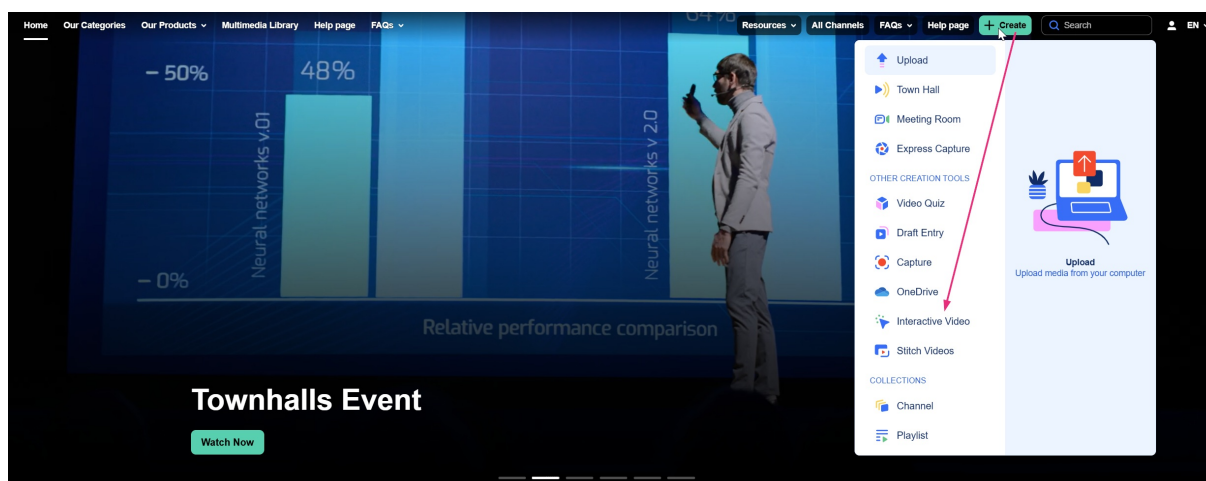 Home Our Categories Our Products Multimedia Library Help page FAQs Resources All Channels FAQs Help page + Create Search EN
64%
– 50%
48%
Neural networks v.01
Neural networks v 2.0
– 0%
Relative performance comparison
Townhalls Event
Watch Now
Upload
Town Hall
Meeting Room
Express Capture
OTHER CREATION TOOLS
Video Quiz
Draft Entry
Capture
OneDrive
Interactive Video
Stitch Videos
COLLECTIONS
Channel
Playlist
Upload
Upload media from your computer